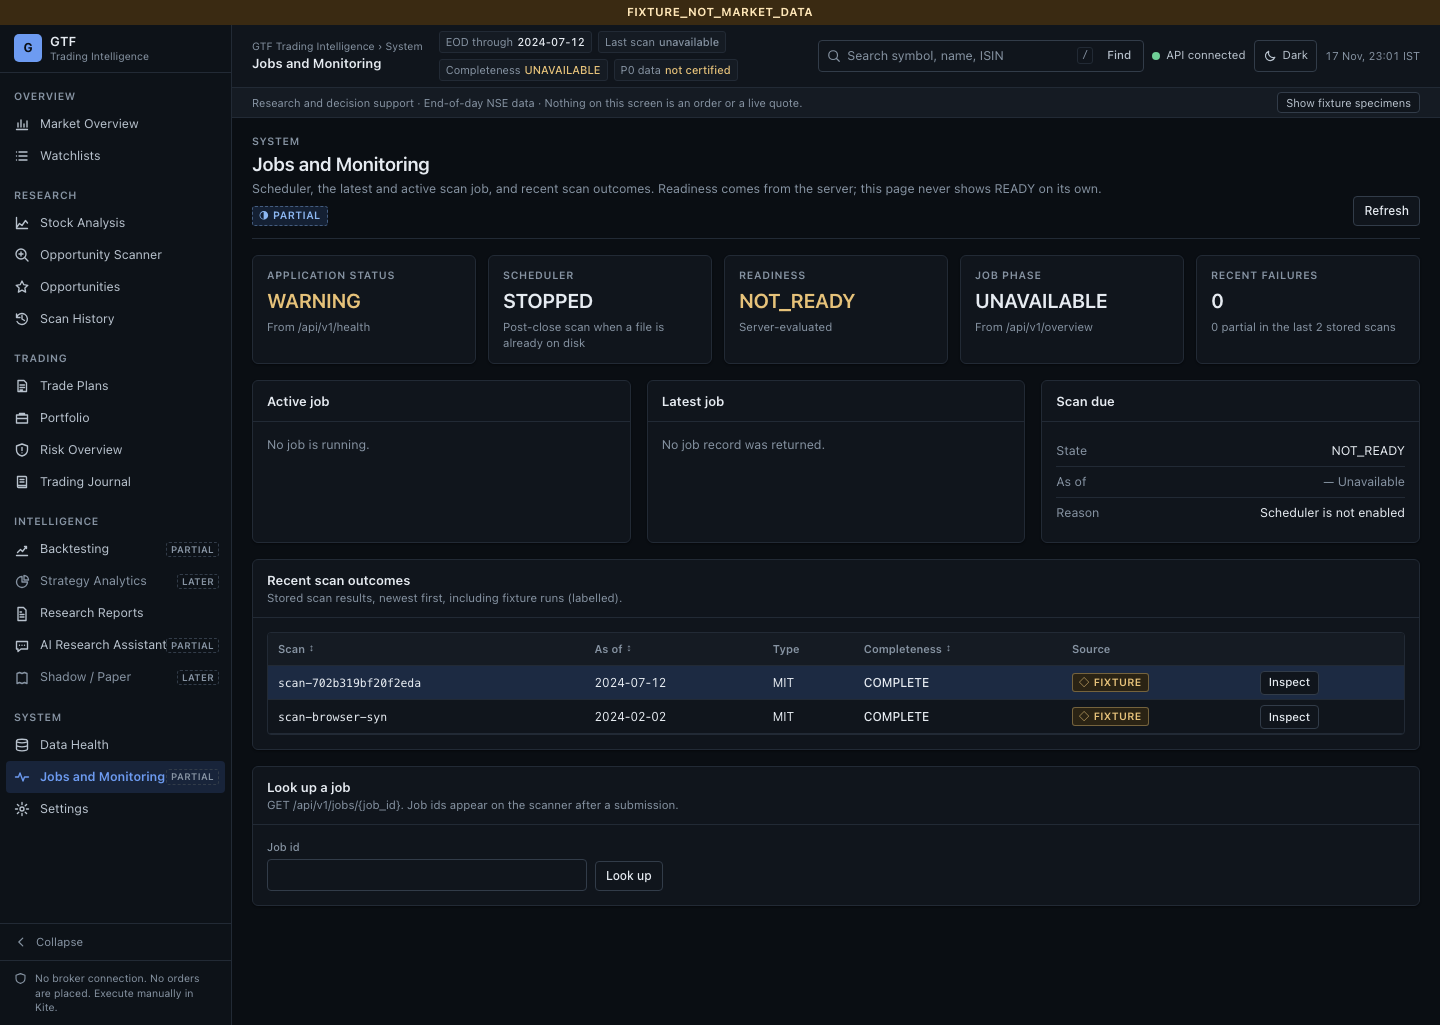 FIXTURE_NOT_MARKET_DATA
G
GTF
Trading Intelligence
OVERVIEW
Market Overview
Watchlists
RESEARCH
Stock Analysis
Opportunity Scanner
Opportunities
Scan History
TRADING
Trade Plans
Portfolio
Risk Overview
Trading Journal
INTELLIGENCE
Backtesting PARTIAL
Strategy Analytics LATER
Research Reports
AI Research Assistant PARTIAL
Shadow / Paper LATER
SYSTEM
Data Health
Jobs and Monitoring PARTIAL
Settings
Collapse
No broker connection. No orders
are placed. Execute manually in
Kite.
GTF Trading Intelligence › System
Jobs and Monitoring
EOD through 2024-07-12
Last scan unavailable
Completeness UNAVAILABLE
P0 data not certified
Search symbol, name, ISIN / Find
API connected
Dark
17 Nov, 23:01 IST
Research and decision support · End-of-day NSE data · Nothing on this screen is an order or a live quote.
Show fixture specimens
SYSTEM
Jobs and Monitoring
Scheduler, the latest and active scan job, and recent scan outcomes. Readiness comes from the server; this page never shows READY on its own.
PARTIAL
Refresh
APPLICATION STATUS
WARNING
From /api/v1/health
SCHEDULER
STOPPED
Post-close scan when a file is
already on disk
READINESS
NOT_READY
Server-evaluated
JOB PHASE
UNAVAILABLE
From /api/v1/overview
RECENT FAILURES
0
0 partial in the last 2 stored scans
Active job
No job is running.
Latest job
No job record was returned.
Scan due
State NOT_READY
As of — Unavailable
Reason Scheduler is not enabled
Recent scan outcomes
Stored scan results, newest first, including fixture runs (labelled).
Scan ↕ As of ↕ Type Completeness ↕ Source
scan-702b319bf20f2eda 2024-07-12 MIT COMPLETE ◇ FIXTURE Inspect
scan-browser-syn 2024-02-02 MIT COMPLETE ◇ FIXTURE Inspect
Look up a job
GET /api/v1/jobs/{job_id}. Job ids appear on the scanner after a submission.
Job id
Look up